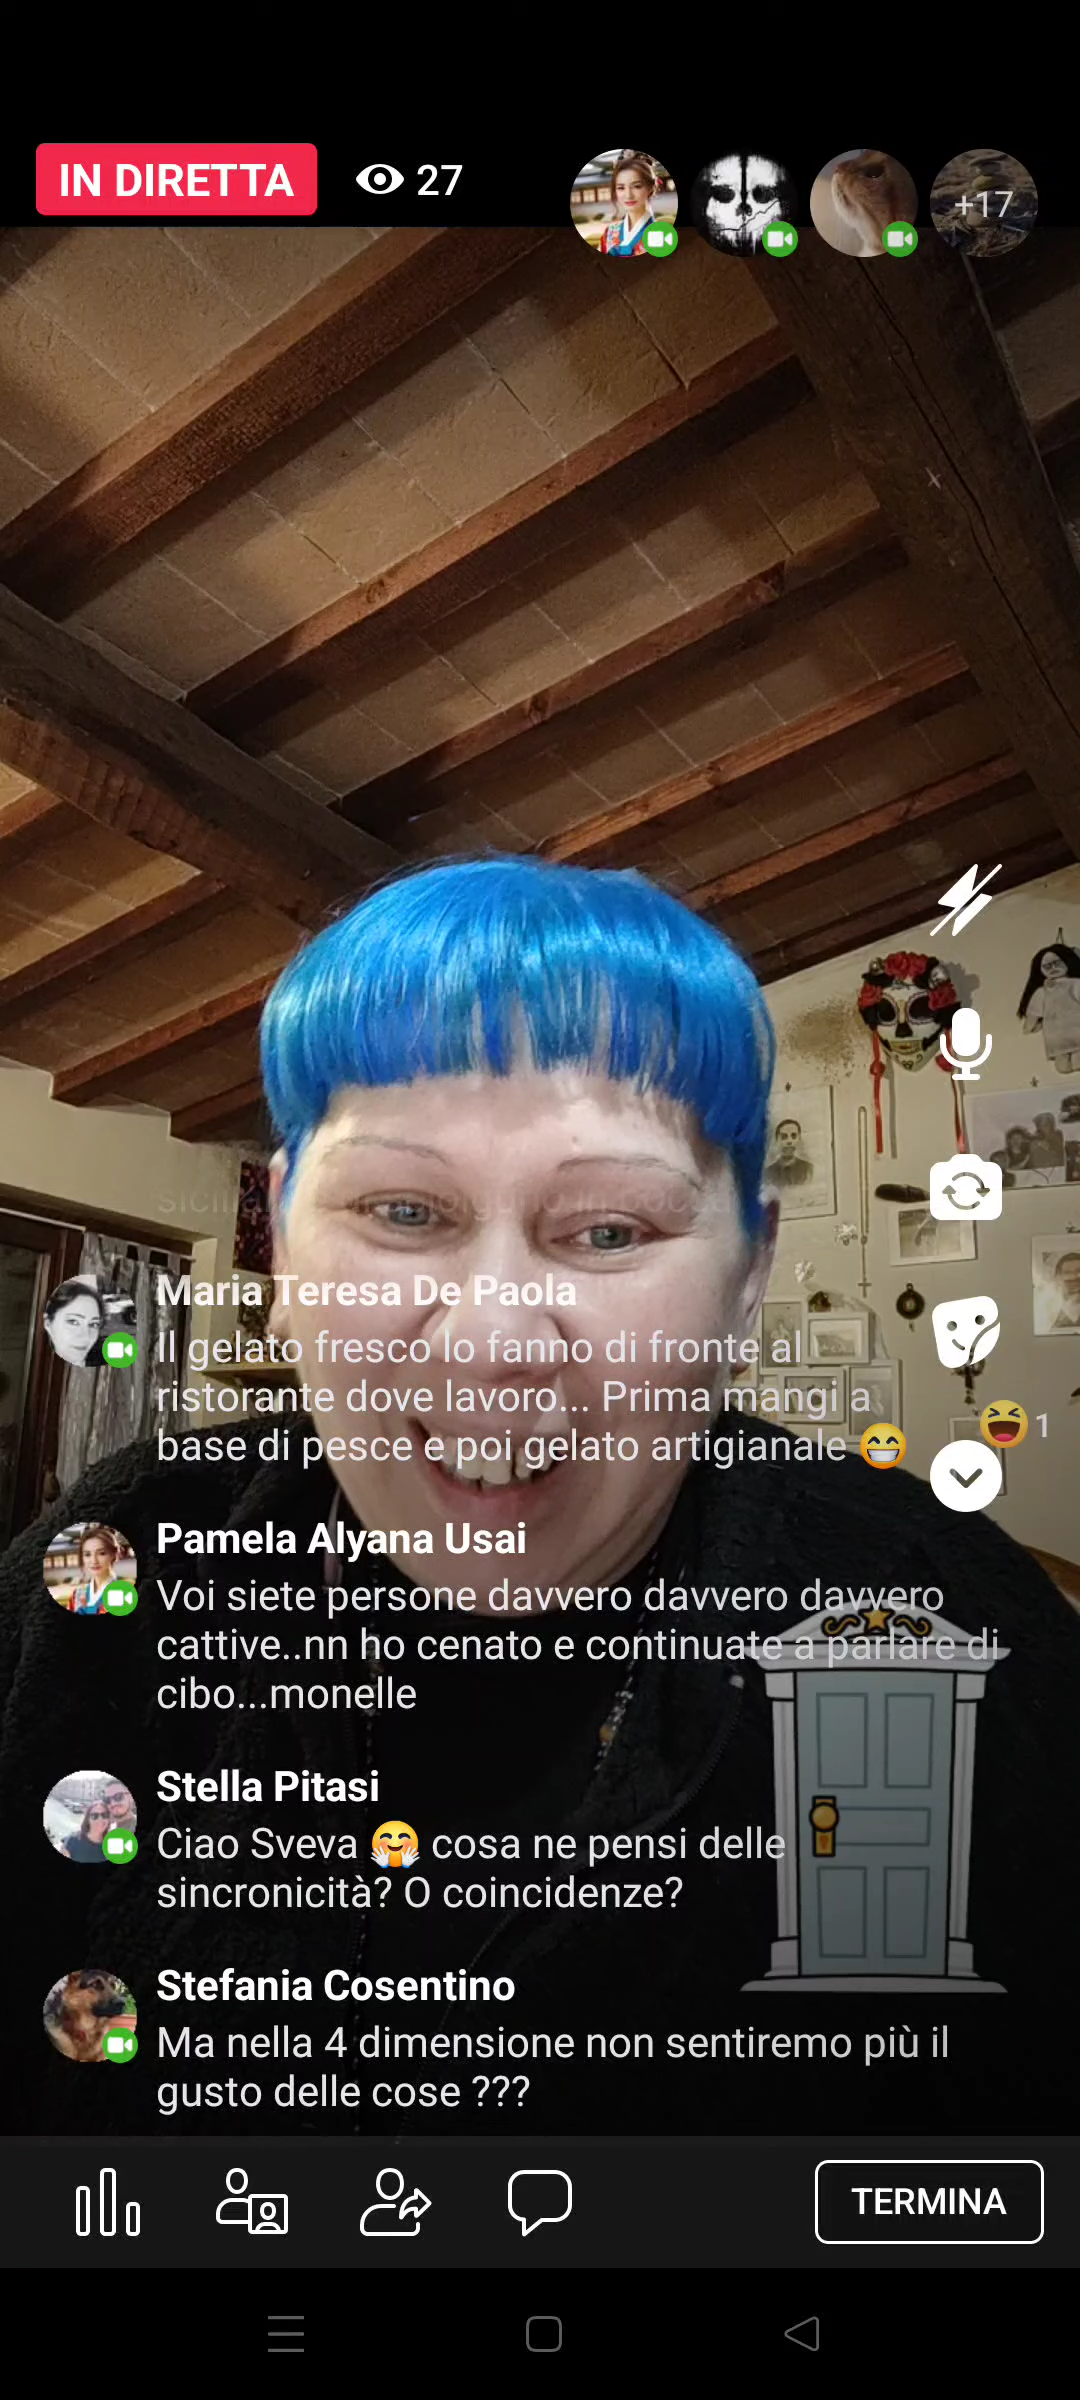 IN DIRETTA
27
+17
Maria Teresa De Paola
Il gelato fresco lo fanno di fronte al
ristorante dove lavoro... Prima mangi a
base di pesce e poi gelato artigianale 😁
1
Pamela Alyana Usai
Voi siete persone davvero davvero davvero
cattive..nn ho cenato e continuate a parlare di
cibo...monelle
Stella Pitasi
Ciao Sveva 🤗 cosa ne pensi delle
sincronicità? O coincidenze?
Stefania Cosentino
Ma nella 4 dimensione non sentiremo più il
gusto delle cose ???
TERMINA